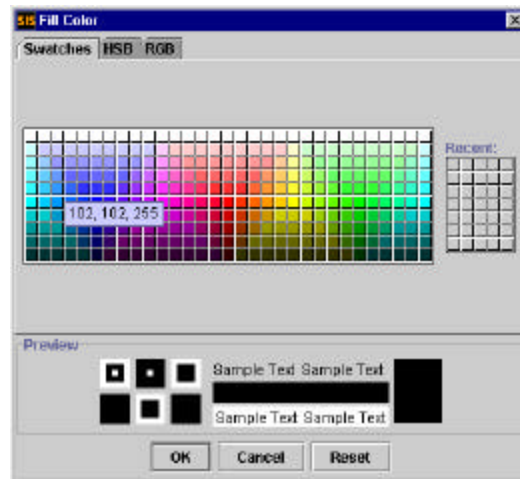 SIS Fill Color
Swatches HSB RGB
Recent:
102, 102, 255
Preview
Sample Text Sample Text
Sample Text Sample Text
OK Cancel Reset